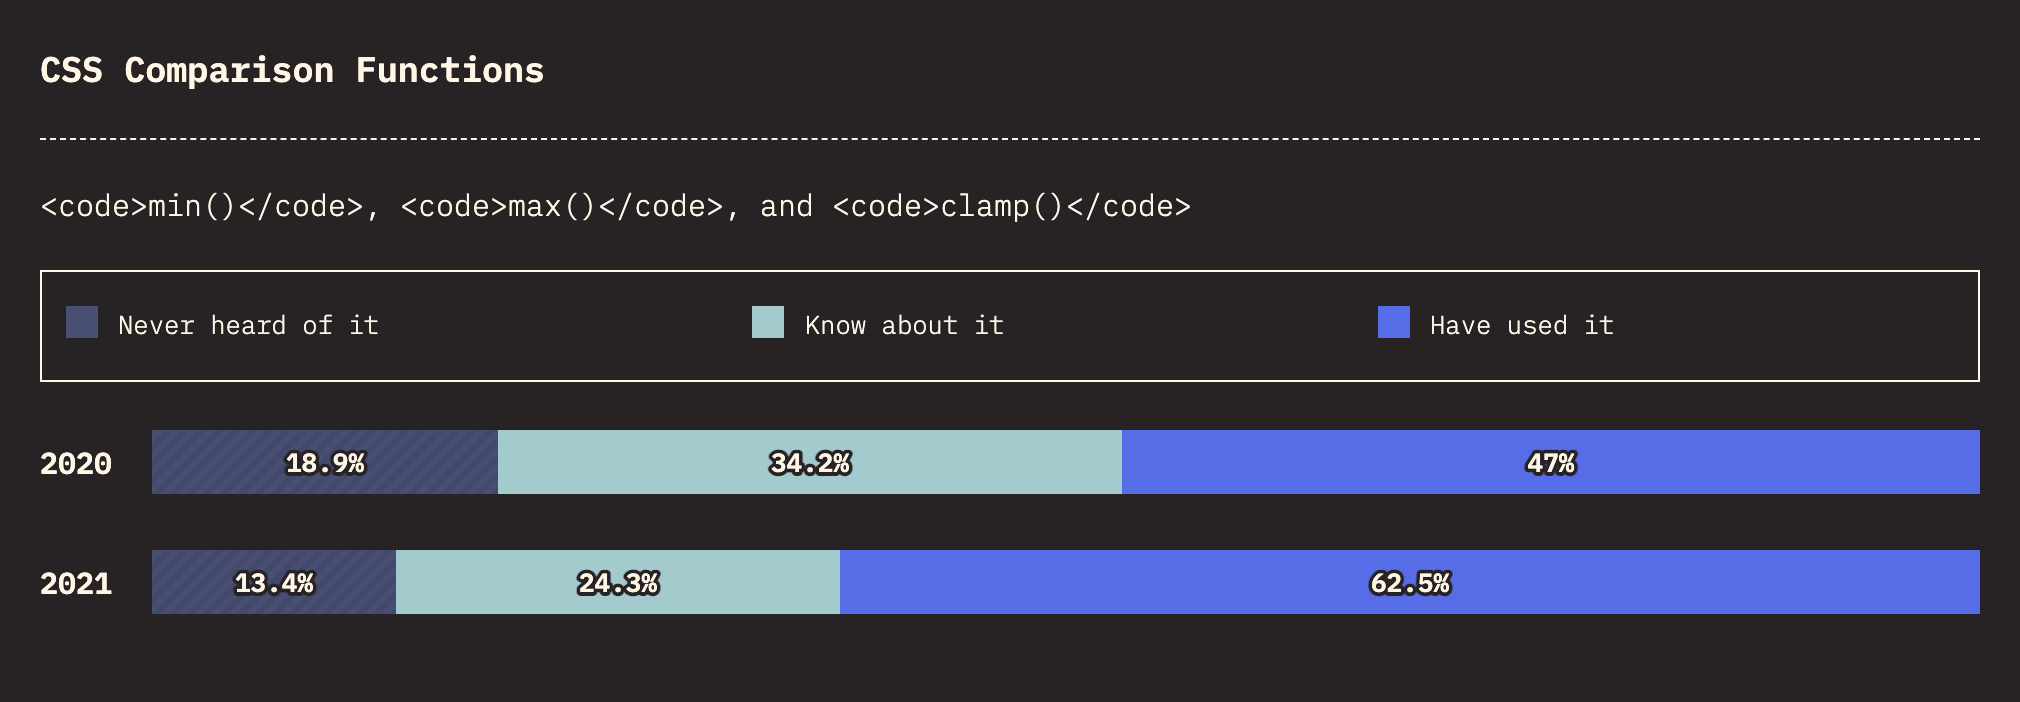 CSS Comparison Functions
<code>min()</code>, <code>max()</code>, and <code>clamp()</code>
Never heard of it Know about it Have used it
2020 18.9% 34.2% 47%
2021 13.4% 24.3% 62.5%